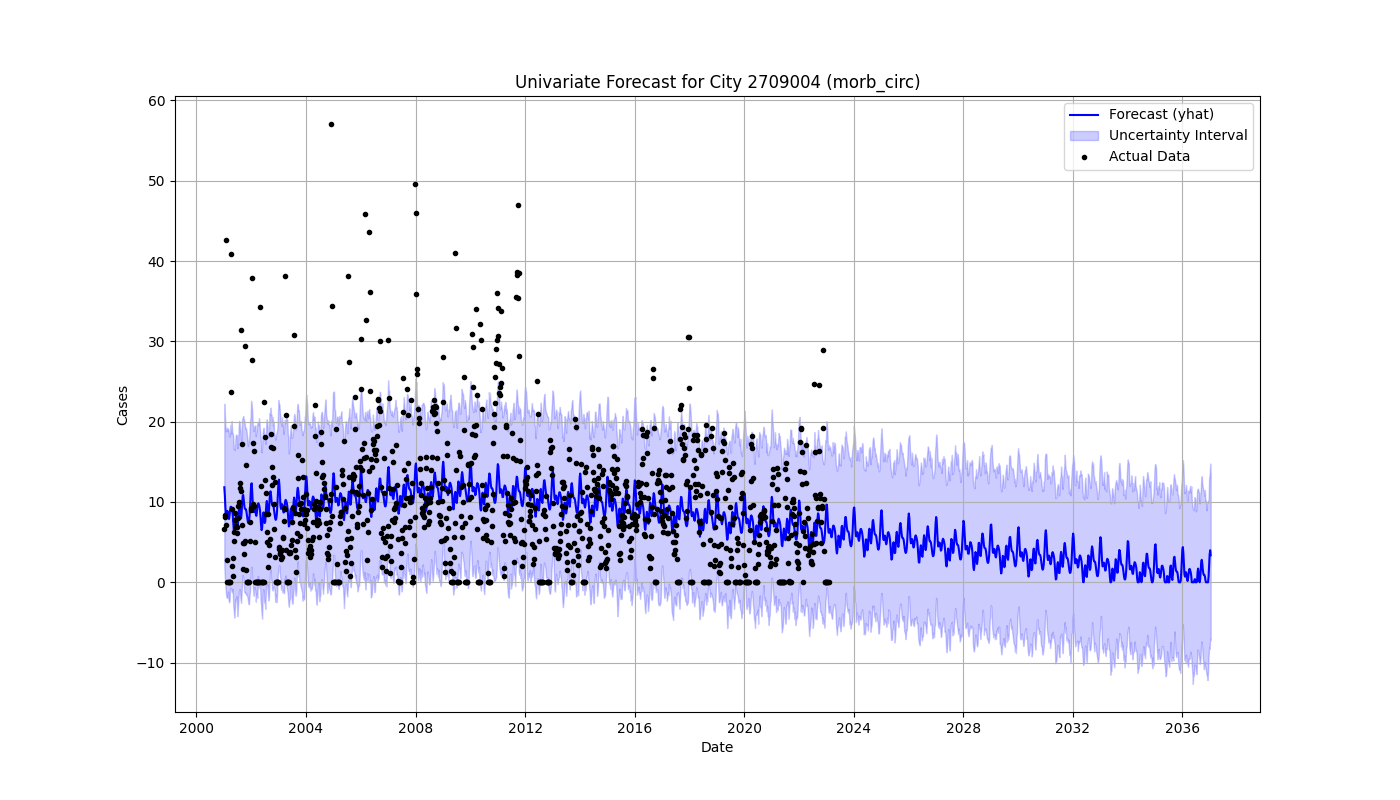 Univariate Forecast for City 2709004 (morb_circ)
Forecast (yhat)
Uncertainty Interval
Actual Data
Cases
60
50
40
30
20
10
0
−10
2000 2004 2008 2012 2016 2020 2024 2028 2032 2036
Date